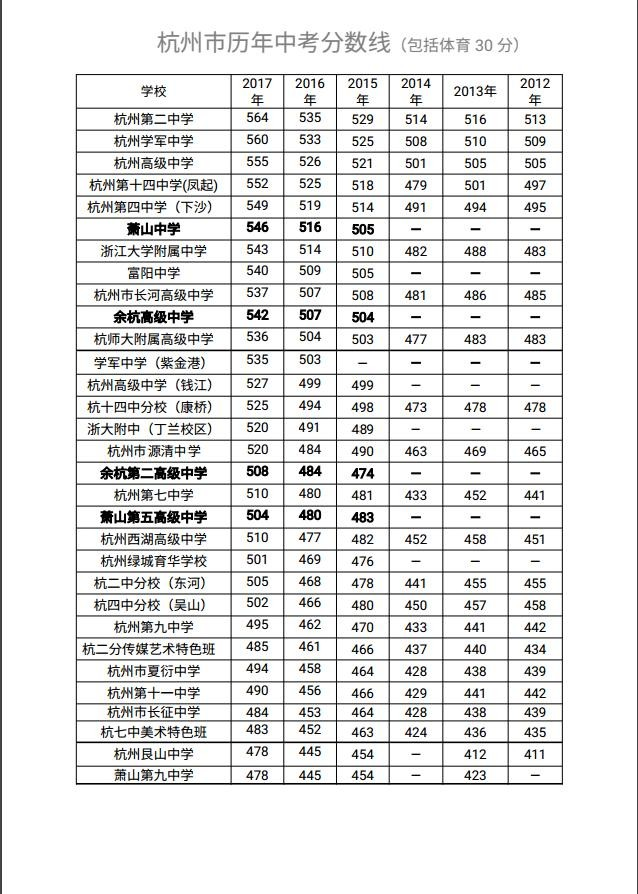 杭州市历年中考分数线（包括体育 30 分）
学校 2017年 2016年 2015年 2014年 2013年 2012年
杭州第二中学 564 535 529 514 516 513
杭州学军中学 560 533 525 508 510 509
杭州高级中学 555 526 521 501 505 505
杭州第十四中学(凤起) 552 525 518 479 501 497
杭州第四中学（下沙） 549 519 514 491 494 495
萧山中学 546 516 505 — — —
浙江大学附属中学 543 514 510 482 488 483
富阳中学 540 509 505 — — —
杭州市长河高级中学 537 507 508 481 486 485
余杭高级中学 542 507 504 — — —
杭师大附属高级中学 536 504 503 477 483 483
学军中学（紫金港） 535 503 — — — —
杭州高级中学（钱江） 527 499 499 — — —
杭十四中分校（康桥） 525 494 498 473 478 478
浙大附中（丁兰校区） 520 491 489 — — —
杭州市源清中学 520 484 490 463 469 465
余杭第二高级中学 508 484 474 — — —
杭州第七中学 510 480 481 433 452 441
萧山第五高级中学 504 480 483 — — —
杭州西湖高级中学 510 477 482 452 458 451
杭州绿城育华学校 501 469 476 — — —
杭二中分校（东河） 505 468 478 441 455 455
杭四中分校（吴山） 502 466 480 450 457 458
杭州第九中学 495 462 470 433 441 442
杭二分传媒艺术特色班 485 461 466 437 440 434
杭州市夏衍中学 494 458 464 428 438 439
杭州第十一中学 490 456 466 429 441 442
杭州市长征中学 484 453 464 428 438 439
杭七中美术特色班 483 452 463 424 436 435
杭州艮山中学 478 445 454 — 412 411
萧山第九中学 478 445 454 — 423 —